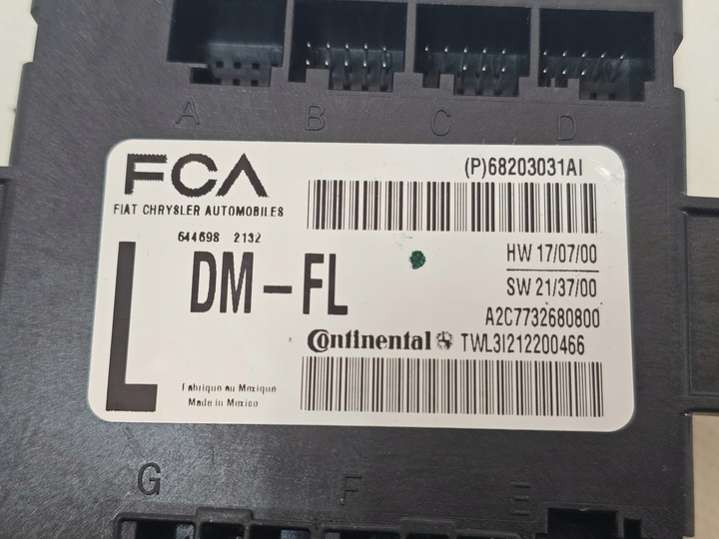 A B C D
FCA
FIAT CHRYSLER AUTOMOBILES
(P)68203031AI
644698 2132
L
DM-FL
HW 17/07/00
SW 21/37/00
A2C7732680800
Continental TWL3I212200466
Fabrique au Mexique
Made in Mexico
G F E